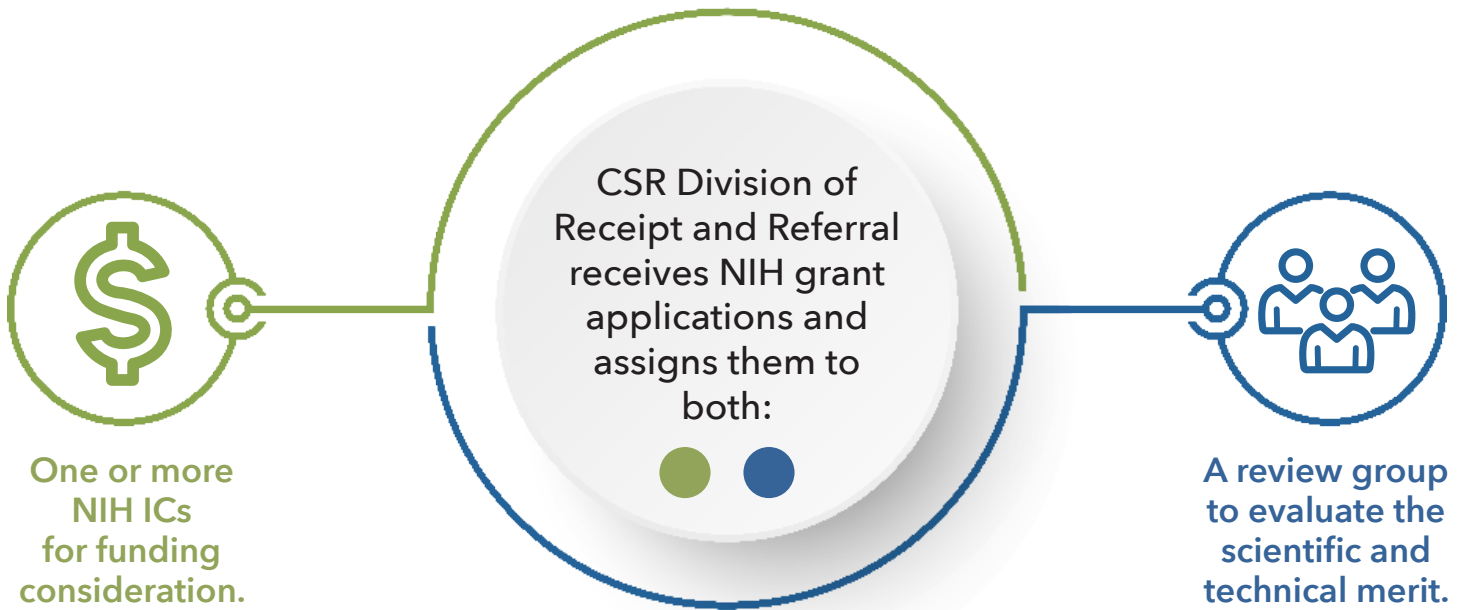 CSR Division of
Receipt and Referral
receives NIH grant
applications and
assigns them to
both:
One or more
NIH ICs
for funding
consideration.
A review group
to evaluate the
scientific and
technical merit.